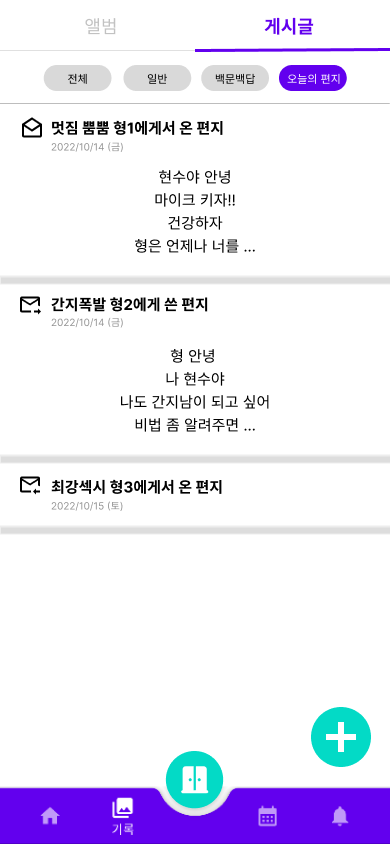 앨범
게시글
전체
일반
백문백답
오늘의 편지
멋짐 뿜뿜 형1에게서 온 편지
2022/10/14 (금)
현수야 안녕
마이크 키자!!
건강하자
형은 언제나 너를 ...
간지폭발 형2에게 쓴 편지
2022/10/14 (금)
형 안녕
나 현수야
나도 간지남이 되고 싶어
비법 좀 알려주면 ...
최강섹시 형3에게서 온 편지
2022/10/15 (토)
기록